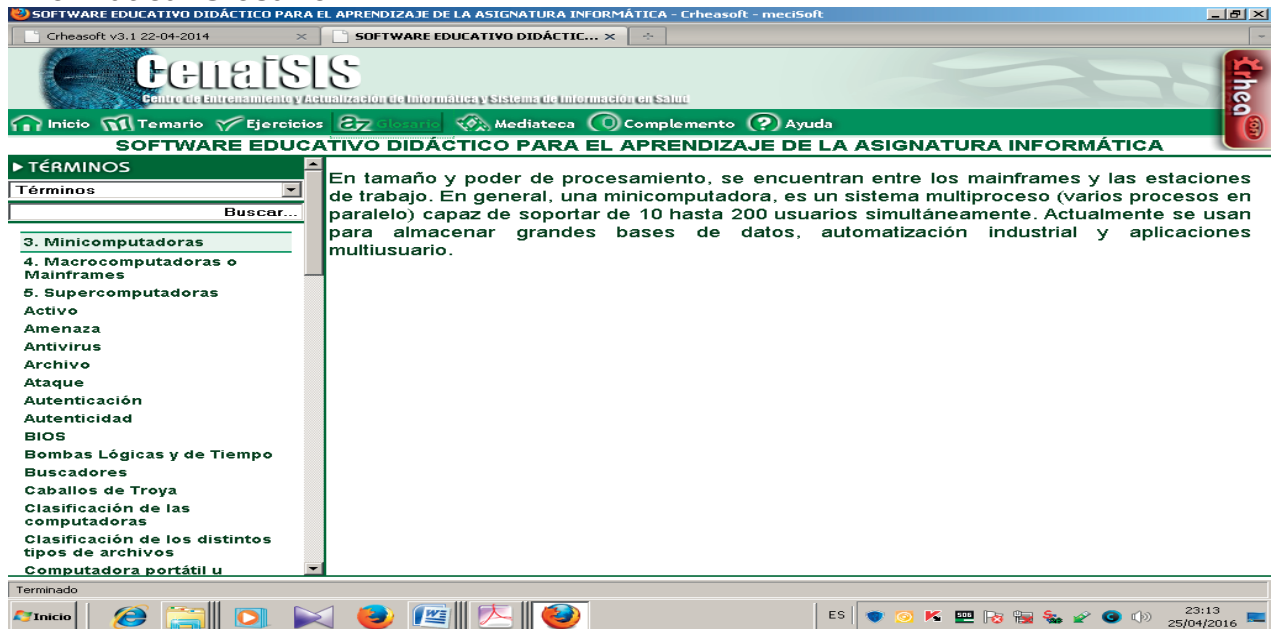 SOFTWARE EDUCATIVO DIDÁCTICO PARA EL APRENDIZAJE DE LA ASIGNATURA INFORMÁTICA - Crheasoft - meciSoft
Crheasoft v3.1 22-04-2014
SOFTWARE EDUCATIVO DIDÁCTIC...
CenaiSIS
Centro de Entrenamiento y Actualización de Informática y Sistema de Información en Salud
Crhea
Inicio Temario Ejercicios Glosario Mediateca Complemento Ayuda
SOFTWARE EDUCATIVO DIDÁCTICO PARA EL APRENDIZAJE DE LA ASIGNATURA INFORMÁTICA
TÉRMINOS
Términos
Buscar...
3. Minicomputadoras
4. Macrocomputadoras o
Mainframes
5. Supercomputadoras
Activo
Amenaza
Antivirus
Archivo
Ataque
Autenticación
Autenticidad
BIOS
Bombas Lógicas y de Tiempo
Buscadores
Caballos de Troya
Clasificación de las
computadoras
Clasificación de los distintos
tipos de archivos
Computadora portátil u
En tamaño y poder de procesamiento, se encuentran entre los mainframes y las estaciones
de trabajo. En general, una minicomputadora, es un sistema multiproceso (varios procesos en
paralelo) capaz de soportar de 10 hasta 200 usuarios simultáneamente. Actualmente se usan
para almacenar grandes bases de datos, automatización industrial y aplicaciones
multiusuario.
Terminado
Inicio
ES
23:13
25/04/2016